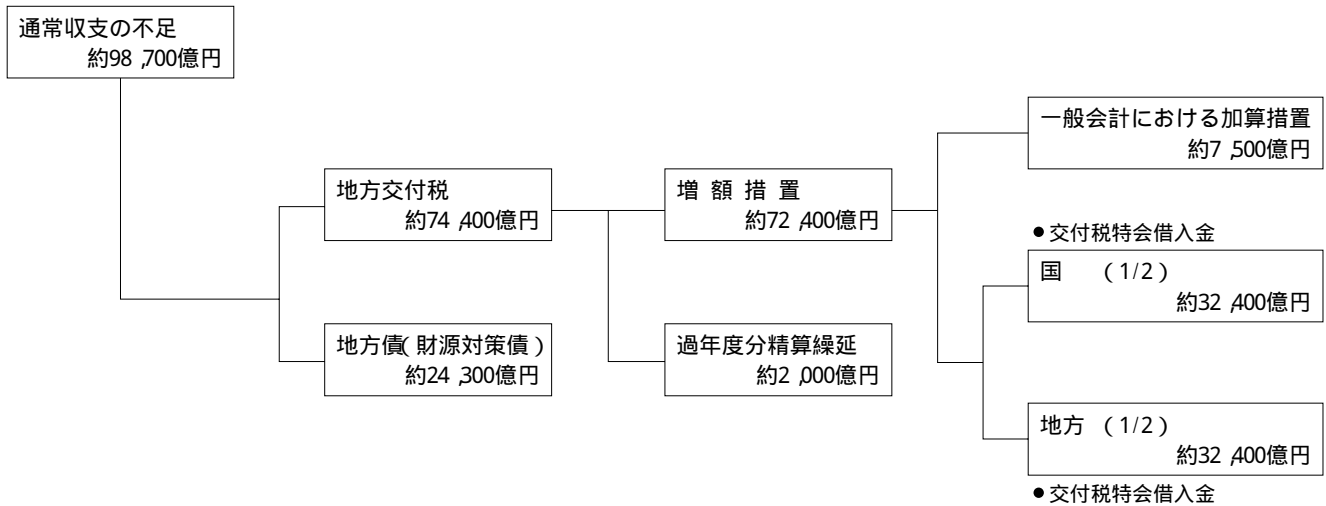 通常収支の不足
約98,700億円
一般会計における加算措置
約7,500億円
地方交付税
約74,400億円
増額措置
約72,400億円
●交付税特会借入金
国 (1/2)
約32,400億円
地方債(財源対策債)
約24,300億円
過年度分精算繰延
約2,000億円
地方 (1/2)
約32,400億円
●交付税特会借入金